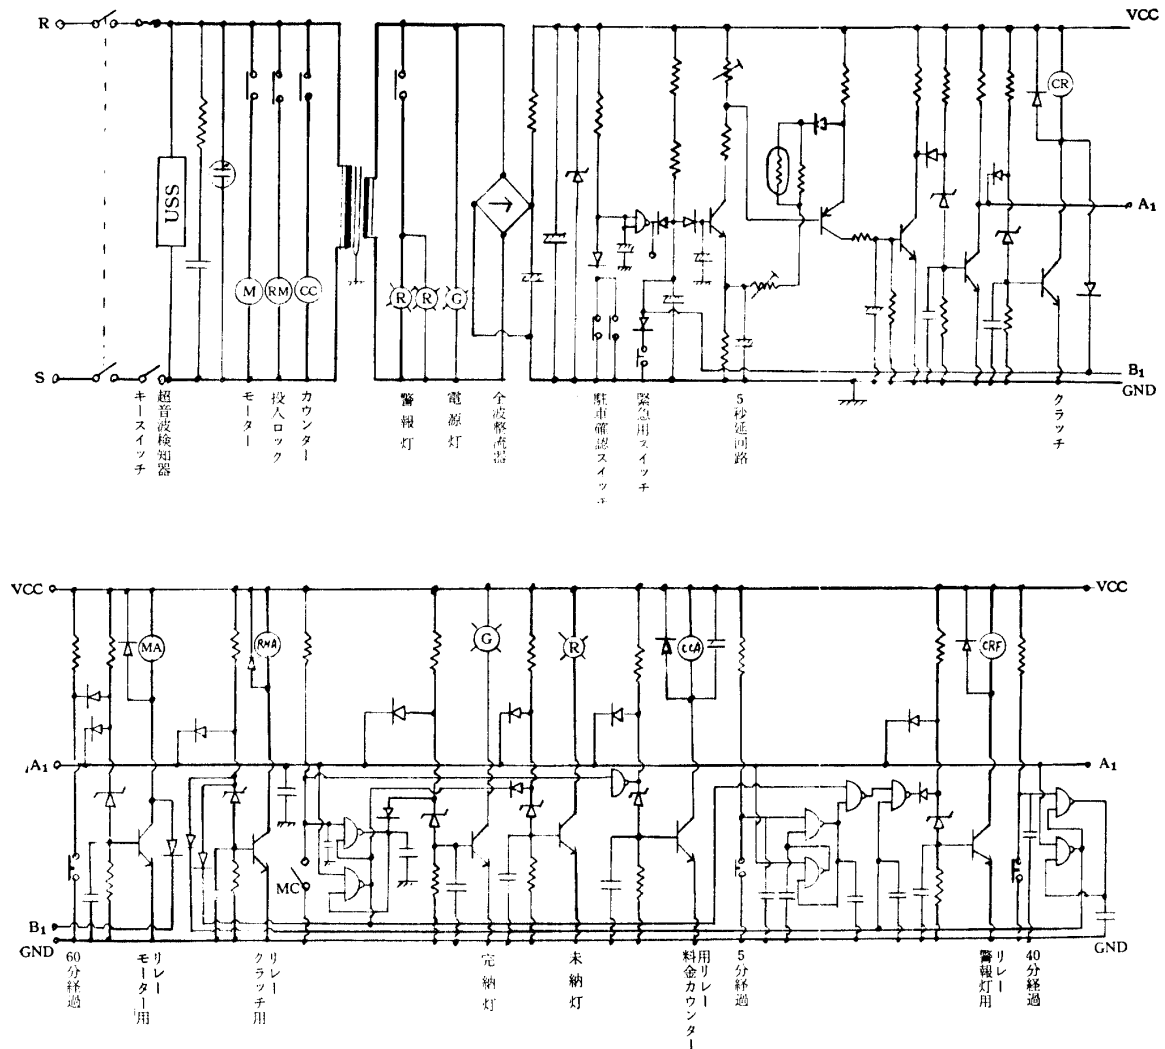 R
VCC
CR
USS
A₁
M
RM
CC
R
R
G
S
B₁
GND
キースイッチ
超音波検知器
モーター
投入ロック
カウンター
警報灯
電源灯
全波整流器
駐車確認スイッチ
緊急用スイッチ
5秒延回路
クラッチ
VCC
VCC
MA
RMA
G
R
CCA
CRF
A₁
A₁
MC
B₁
GND
GND
60分経過
リレー
モーター用
リレー
クラッチ用
完納灯
未納灯
用リレー
料金カウンター
5分経過
リレー
警報灯用
40分経過